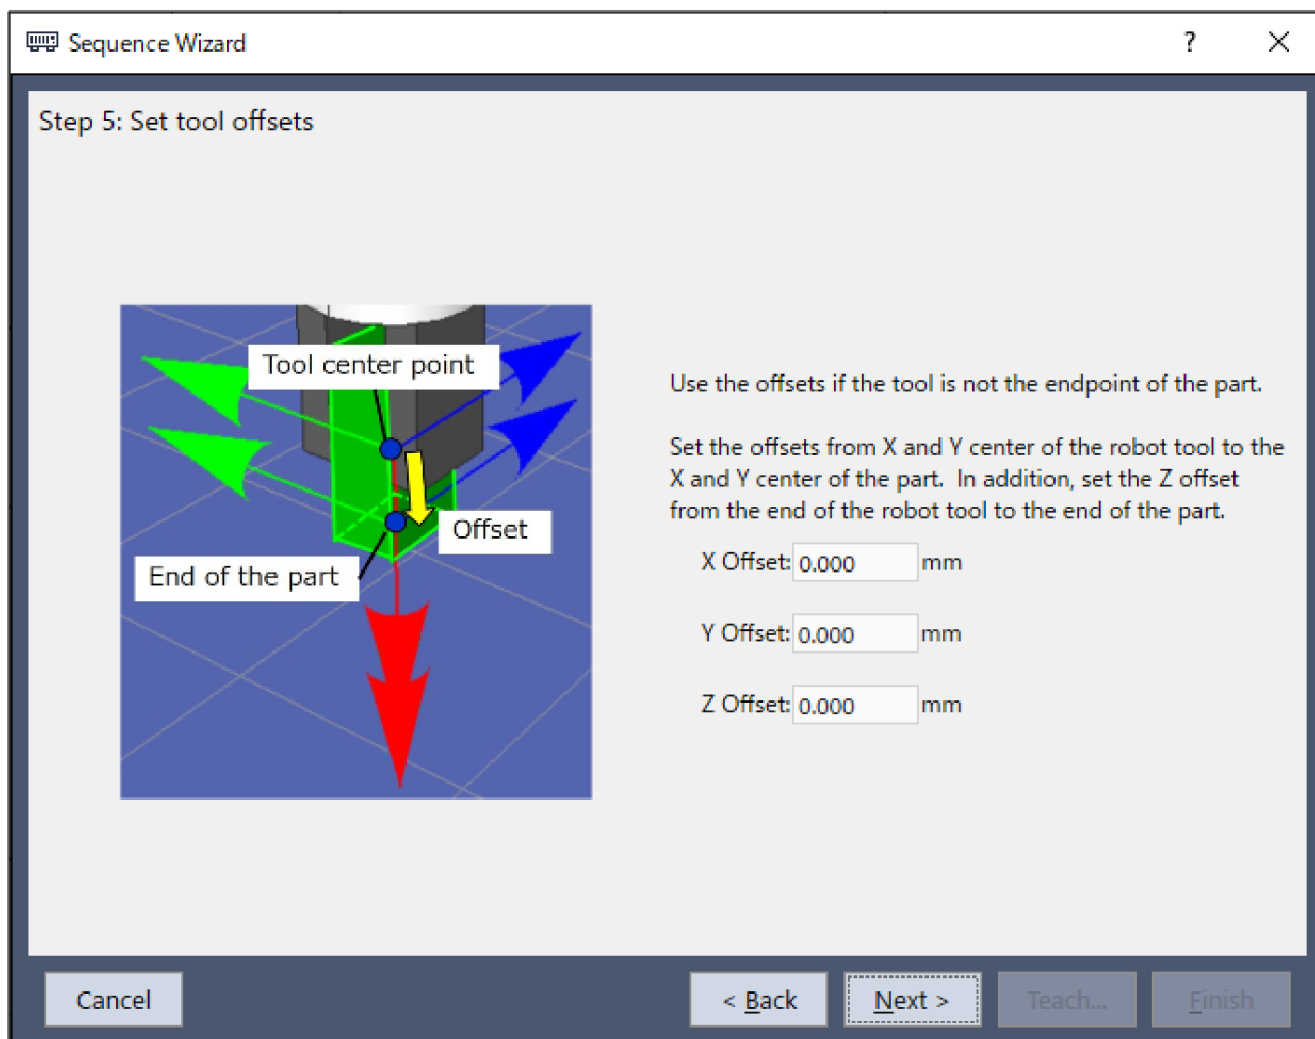 Sequence Wizard
?
Step 5: Set tool offsets
Tool center point
Offset
End of the part
Use the offsets if the tool is not the endpoint of the part.
Set the offsets from X and Y center of the robot tool to the
X and Y center of the part.  In addition, set the Z offset
from the end of the robot tool to the end of the part.
X Offset: 0.000 mm
Y Offset: 0.000 mm
Z Offset: 0.000 mm
Cancel
< Back
Next >
Teach...
Finish